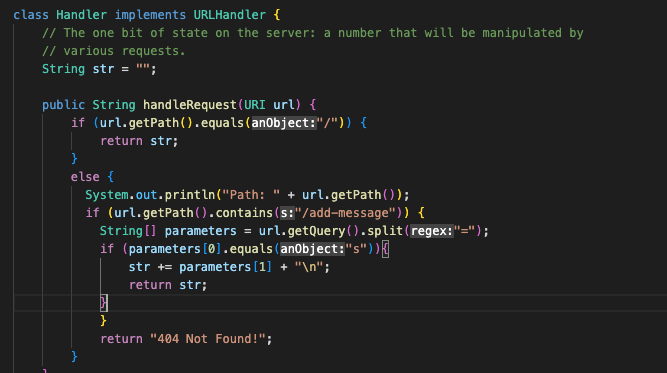 class Handler implements URLHandler {
    // The one bit of state on the server: a number that will be manipulated by
    // various requests.
    String str = "";

    public String handleRequest(URI url) {
        if (url.getPath().equals(anObject:"/")) {
            return str;
        }
        else {
          System.out.println("Path: " + url.getPath());
          if (url.getPath().contains(s:"/add-message")) {
            String[] parameters = url.getQuery().split(regex:"=");
            if (parameters[0].equals(anObject:"s")){
                str += parameters[1] + "\n";
                return str;
            }
            }
            return "404 Not Found!";
        }
    }